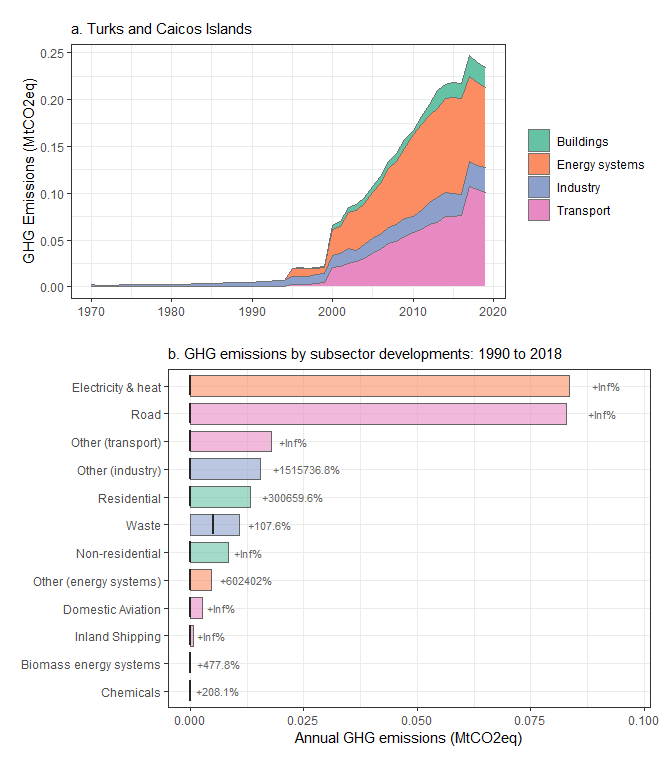 a. Turks and Caicos Islands
GHG Emissions (MtCO2eq)
0.25
0.20
0.15
0.10
0.05
0.00
1970
1980
1990
2000
2010
2020
Buildings
Energy systems
Industry
Transport
b. GHG emissions by subsector developments: 1990 to 2018
Electricity & heat +Inf%
Road +Inf%
Other (transport) +Inf%
Other (industry) +1515736.8%
Residential +300659.6%
Waste +107.6%
Non-residential +Inf%
Other (energy systems) +602402%
Domestic Aviation +Inf%
Inland Shipping +Inf%
Biomass energy systems +477.8%
Chemicals +208.1%
0.000
0.025
0.050
0.075
0.100
Annual GHG emissions (MtCO2eq)